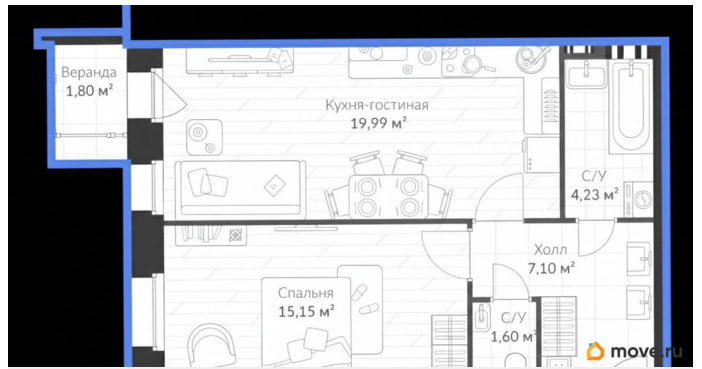 Веранда
1,80 м²
Кухня-гостиная
19,99 м²
С/У
4,23 м²
Холл
7,10 м²
Спальня
15,15 м²
С/У
1,60 м²
move.ru